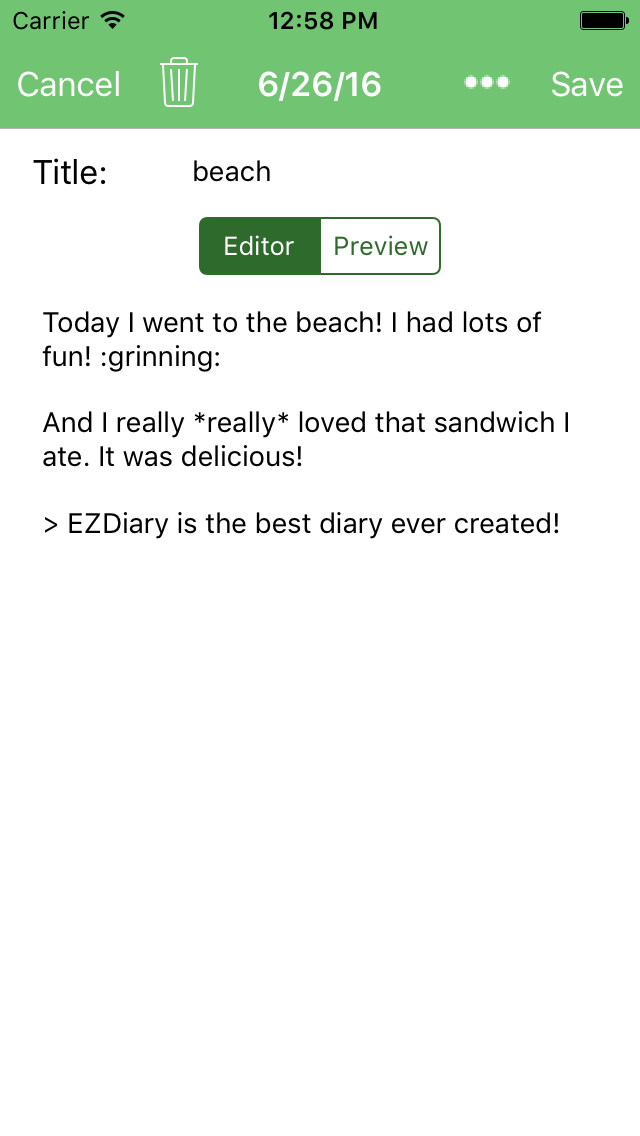 Carrier 12:58 PM
Cancel 6/26/16 ••• Save
Title: beach
Editor Preview
Today I went to the beach! I had lots of
fun! :grinning:
And I really *really* loved that sandwich I
ate. It was delicious!
> EZDiary is the best diary ever created!